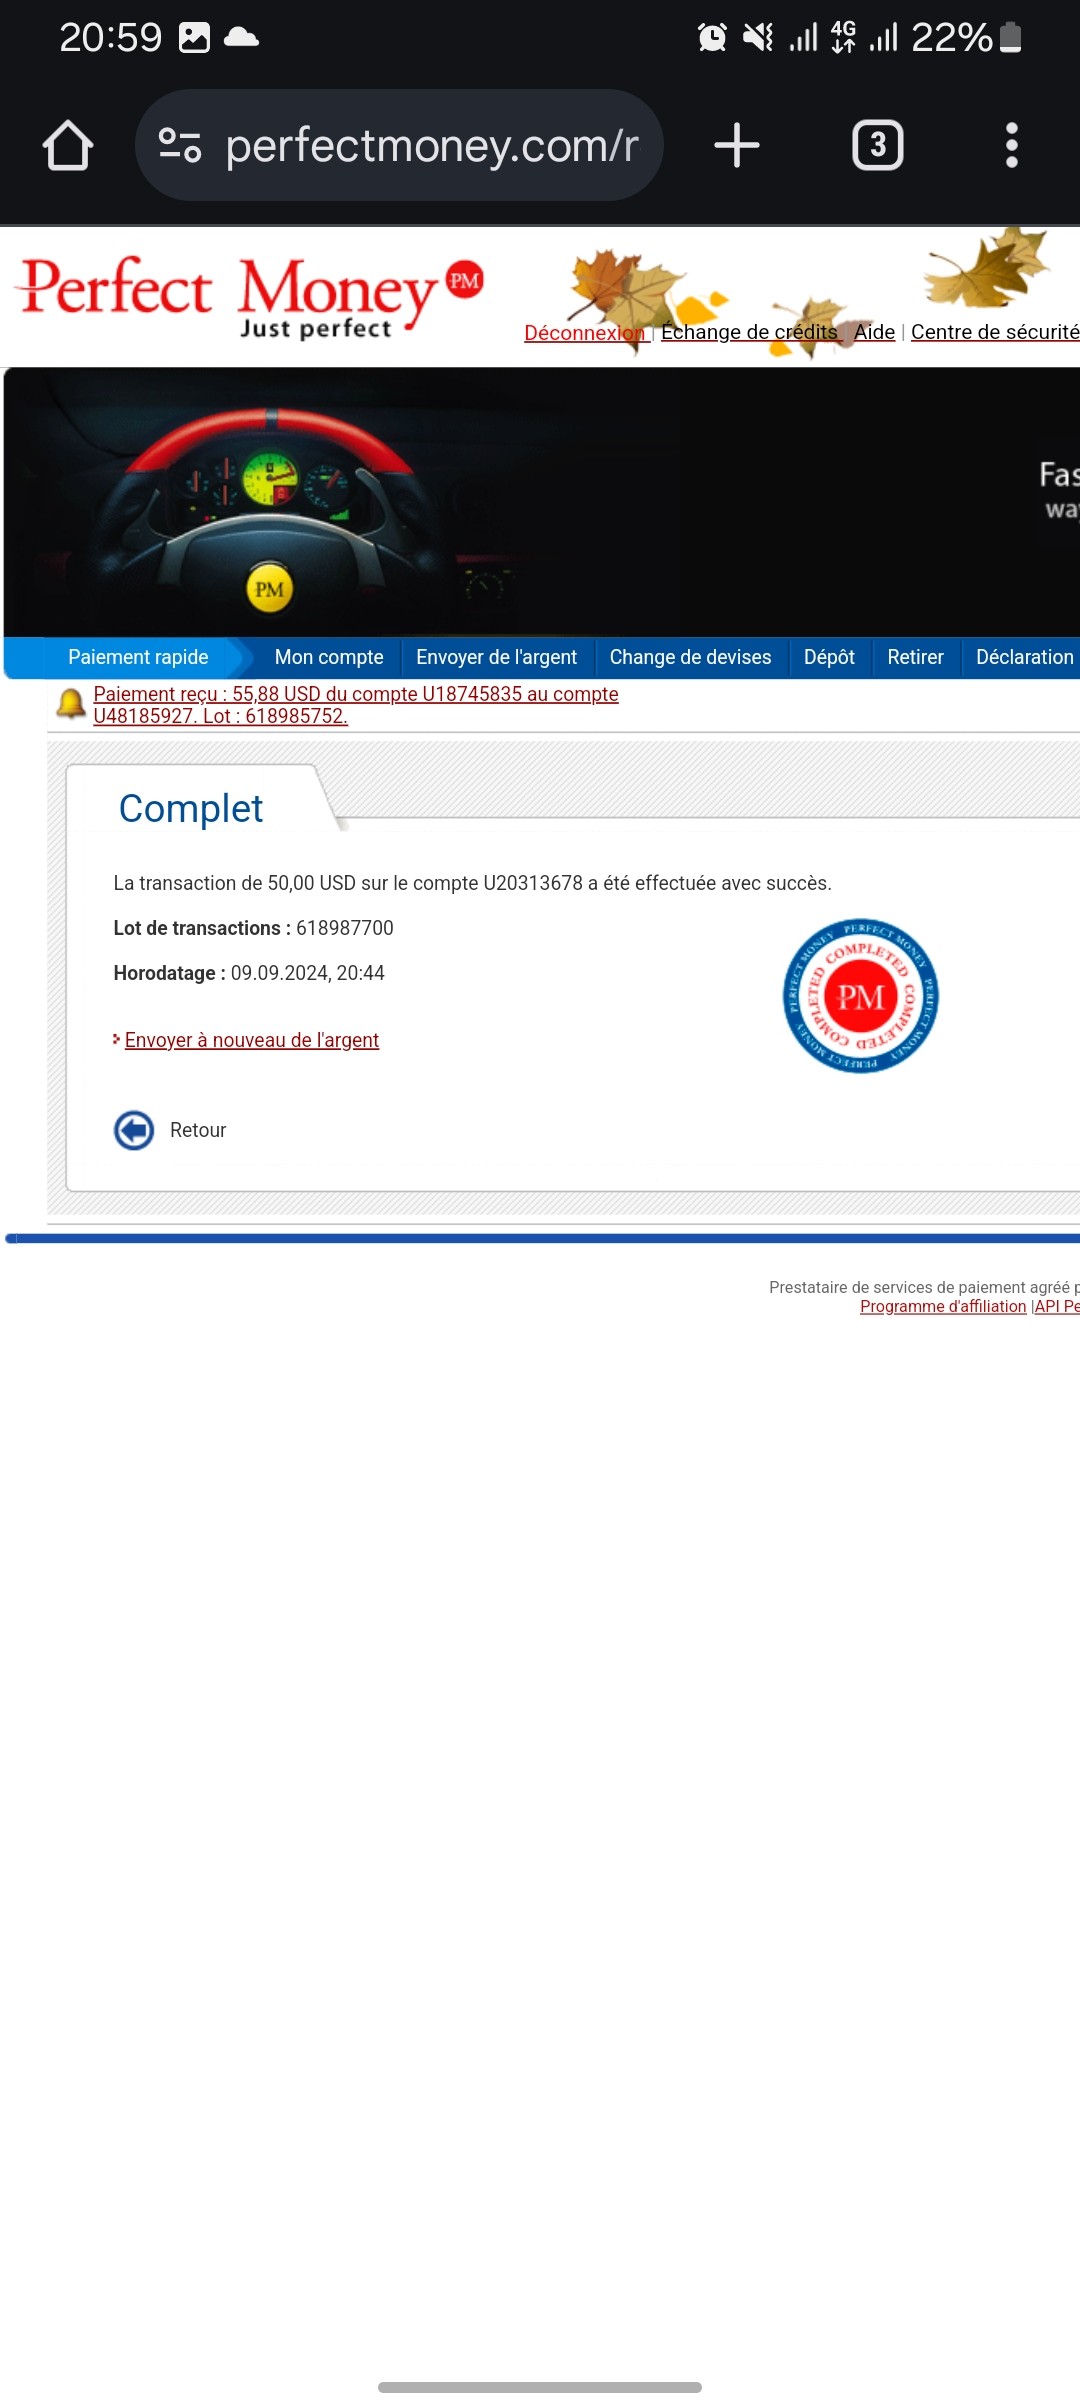 20:59 4G 22%
perfectmoney.com/r 3
Perfect Money PM
Just perfect
Déconnexion | Échange de crédits | Aide | Centre de sécurité
Fas
wa
PM
Paiement rapide Mon compte Envoyer de l'argent Change de devises Dépôt Retirer Déclaration
Paiement reçu : 55,88 USD du compte U18745835 au compte
U48185927. Lot : 618985752.
Complet
La transaction de 50,00 USD sur le compte U20313678 a été effectuée avec succès.
Lot de transactions : 618987700
Horodatage : 09.09.2024, 20:44
PERFECT MONEY PERFECT MONEY PERFECT MONEY PERFECT MONEY
COMPLETED COMPLETED COMPLETED
PM
Envoyer à nouveau de l'argent
Retour
Prestataire de services de paiement agréé p
Programme d'affiliation |API Pe